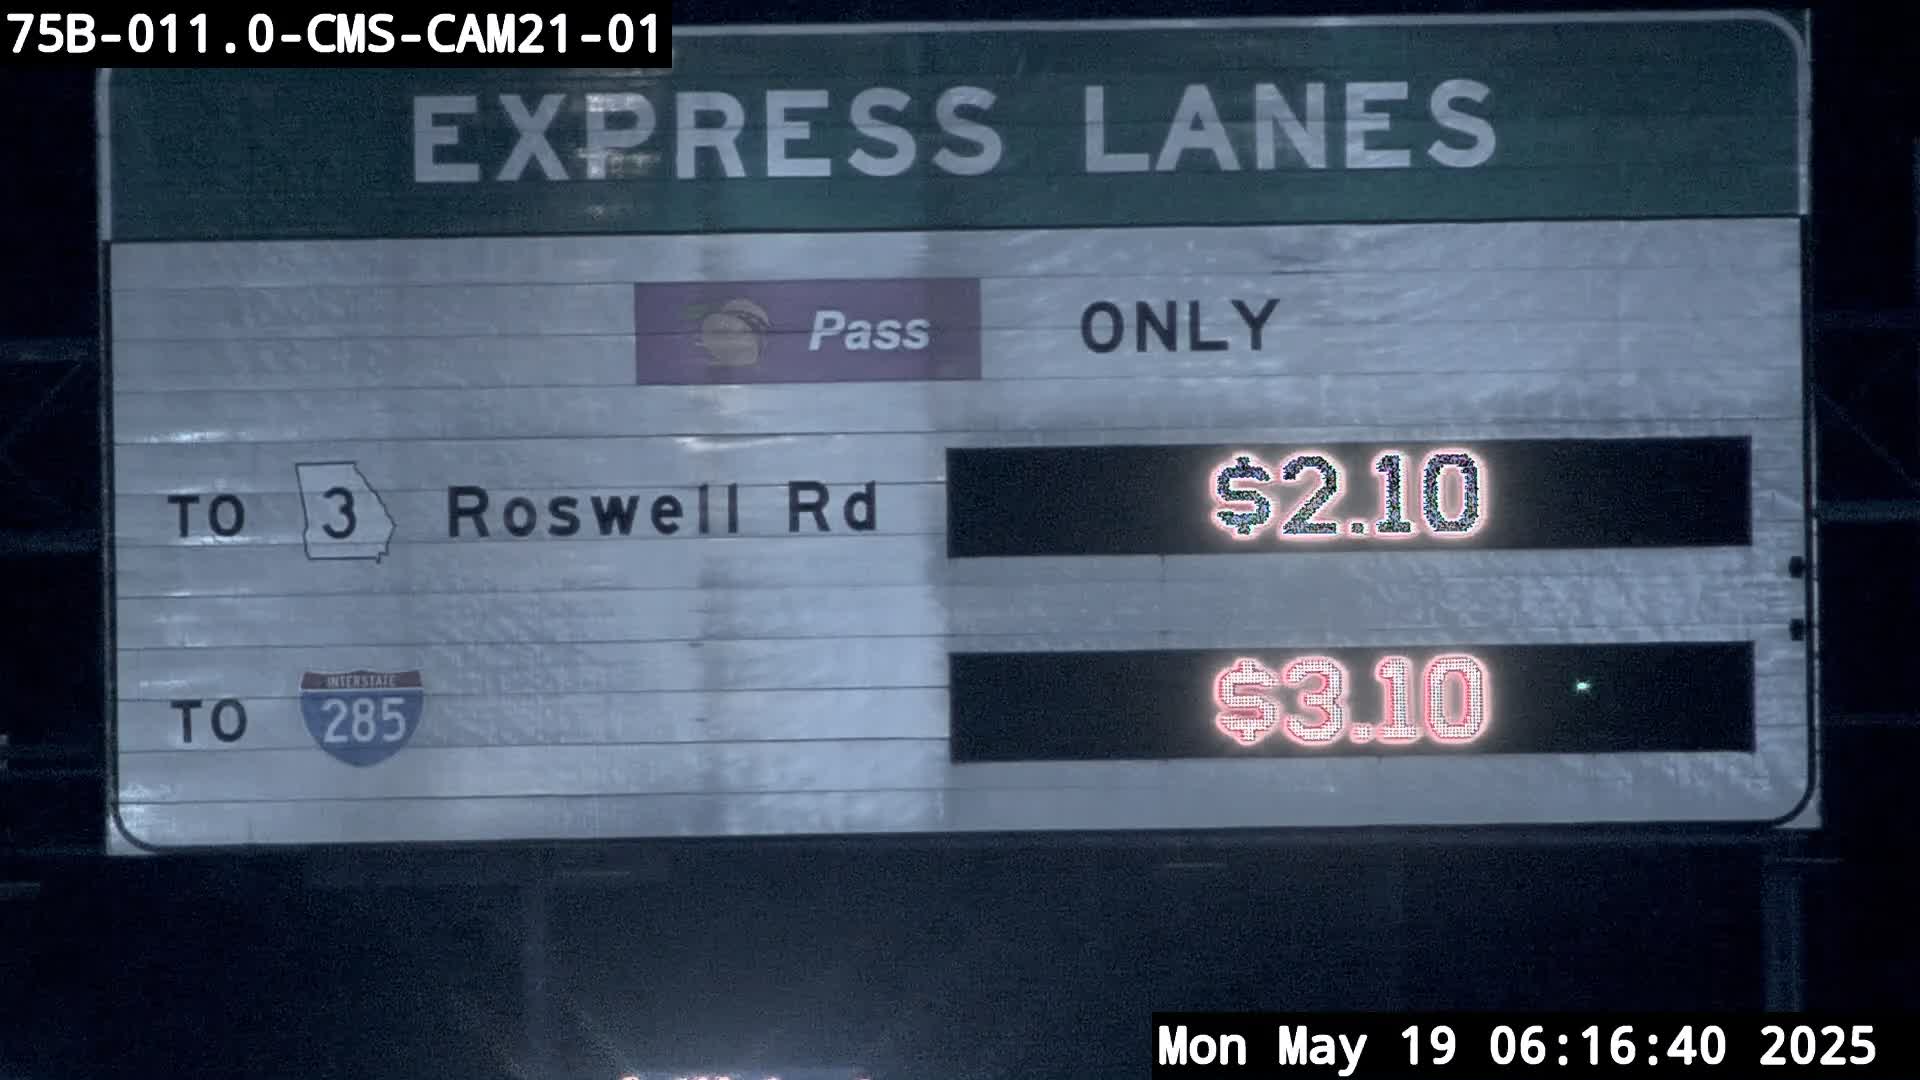 75B-011.0-CMS-CAM21-01
EXPRESS LANES
Pass ONLY
TO 3 Roswell Rd $2.10
TO INTERSTATE 285 $3.10
Mon May 19 06:16:40 2025